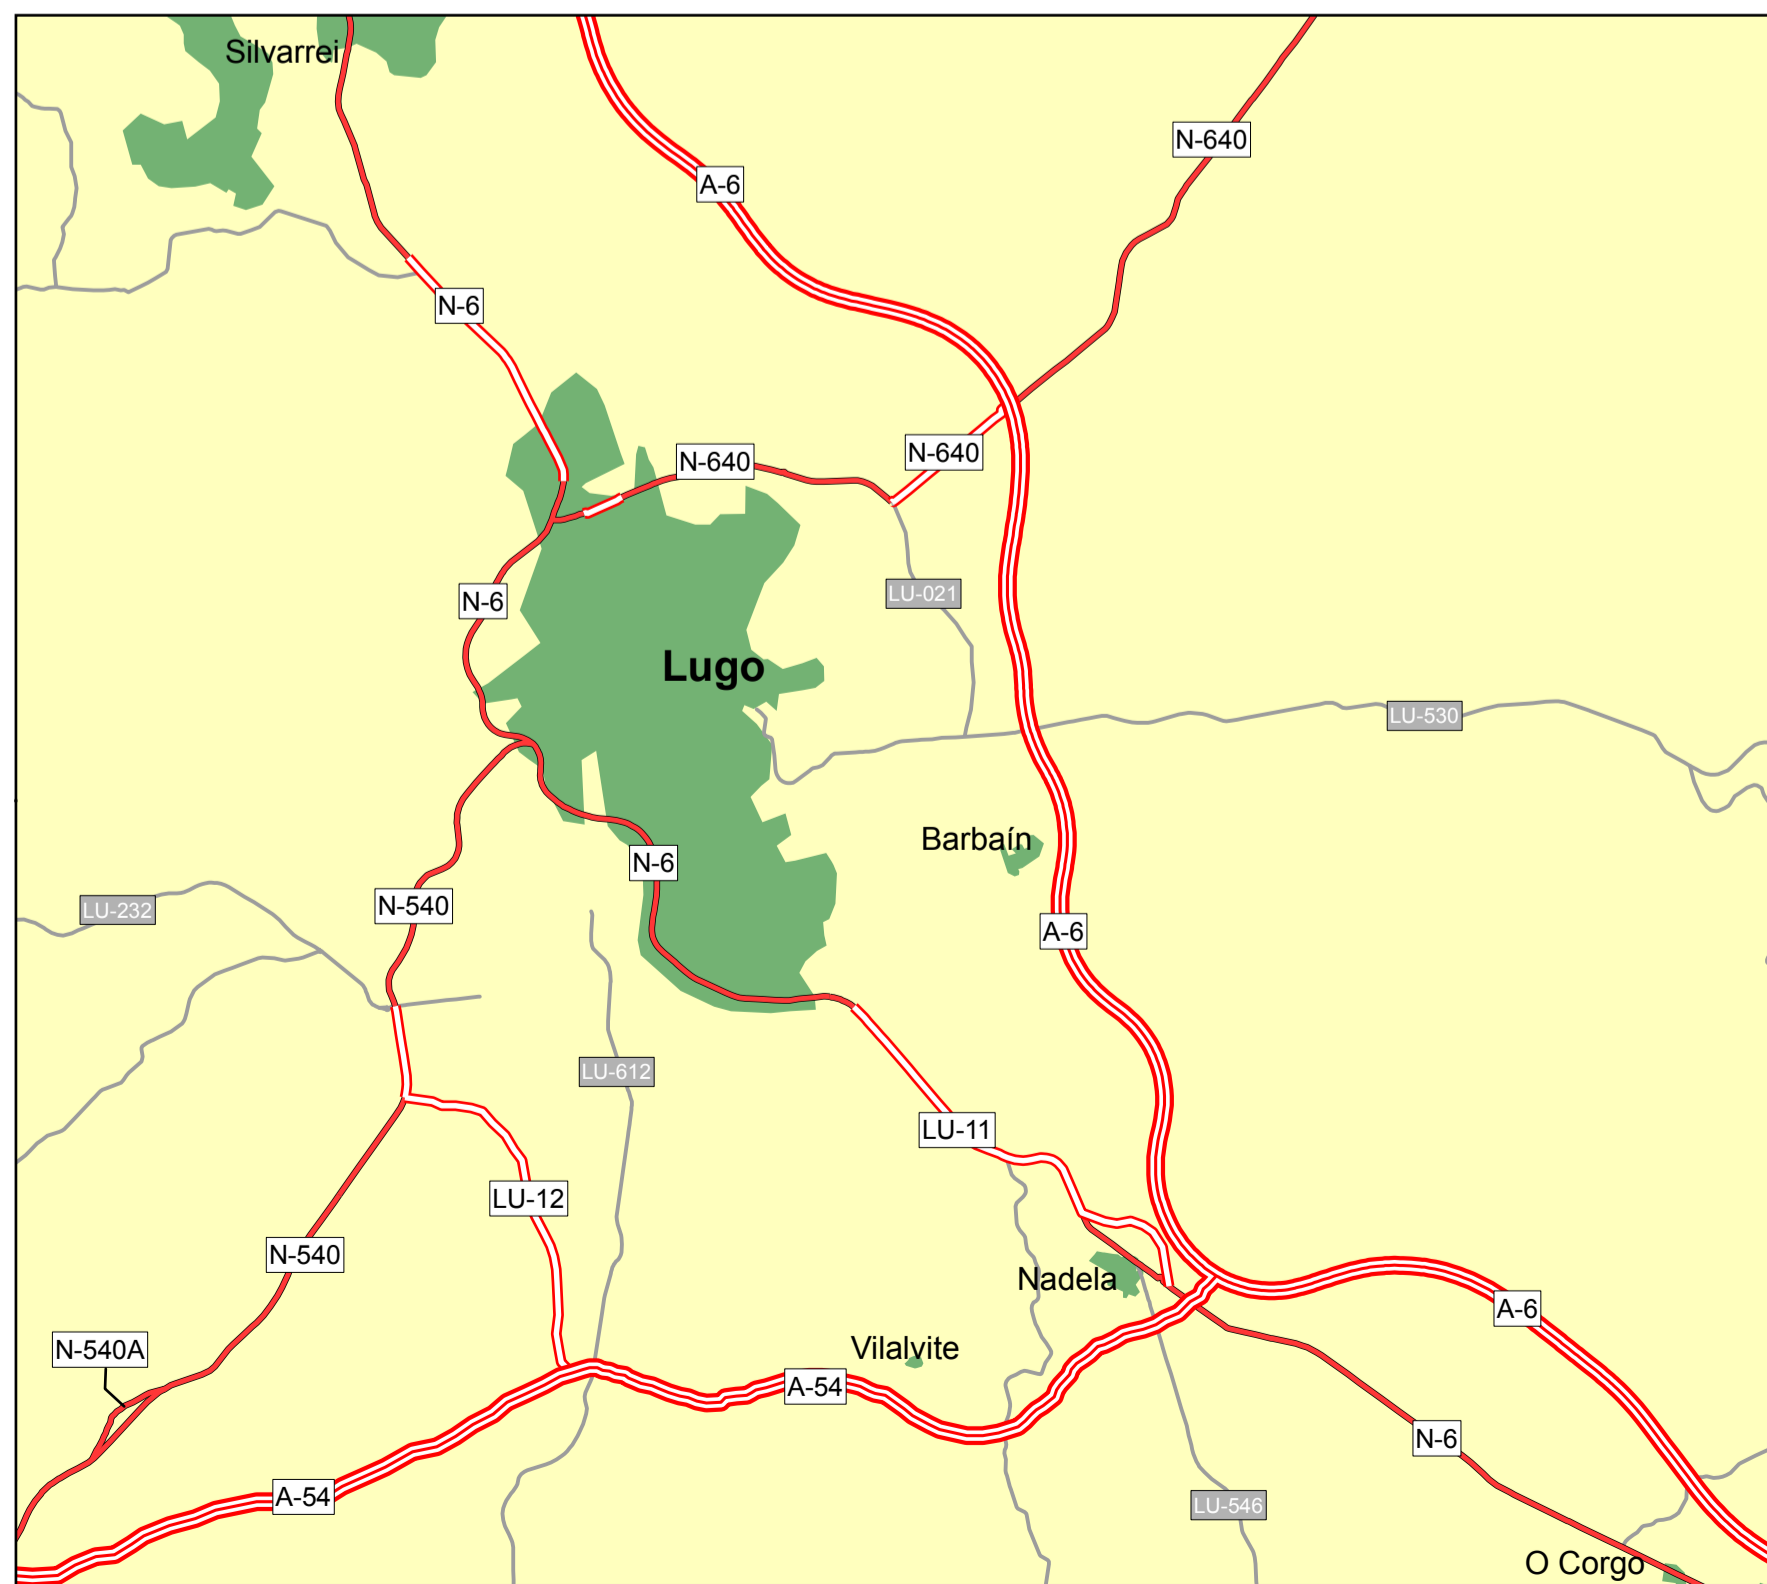 Silvarrei
N-640
A-6
N-6
N-640
N-640
LU-021
N-6
Lugo
LU-530
Barbaín
N-6
N-540
LU-232
A-6
LU-612
LU-11
LU-12
N-540
Nadela
A-6
N-540A
Vilalvite
A-54
N-6
A-54
LU-546
O Corgo